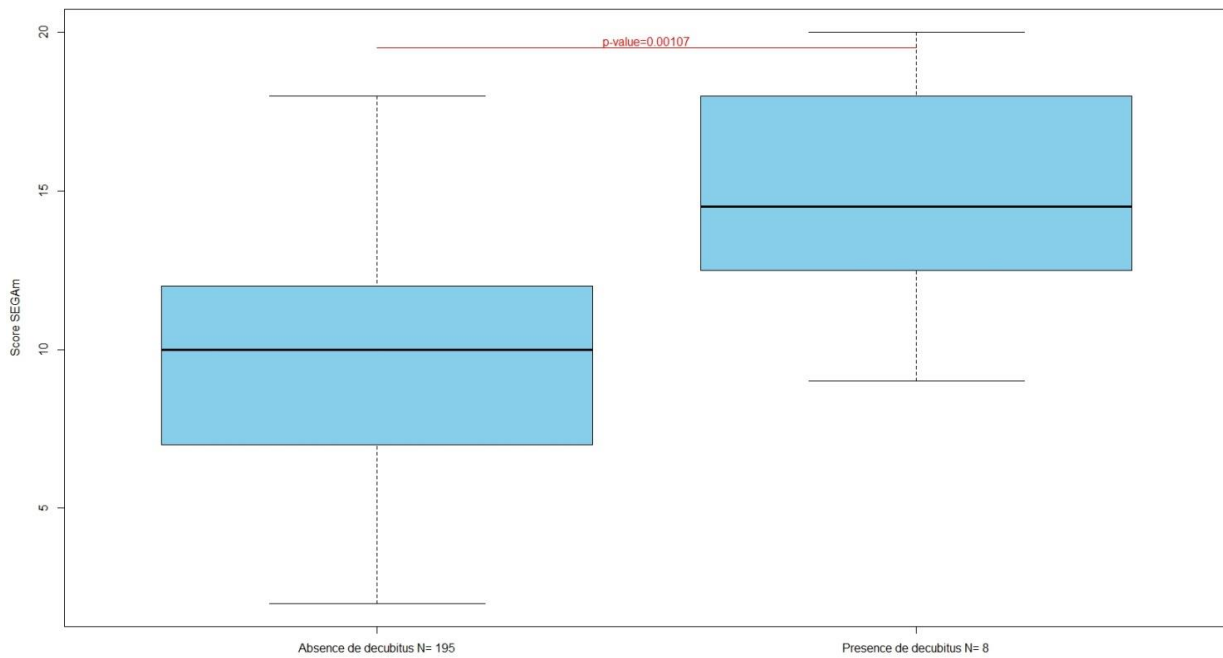 20
p-value=0.00107
15
Score SEGAm
10
5
Absence de decubitus N= 195
Presence de decubitus N= 8